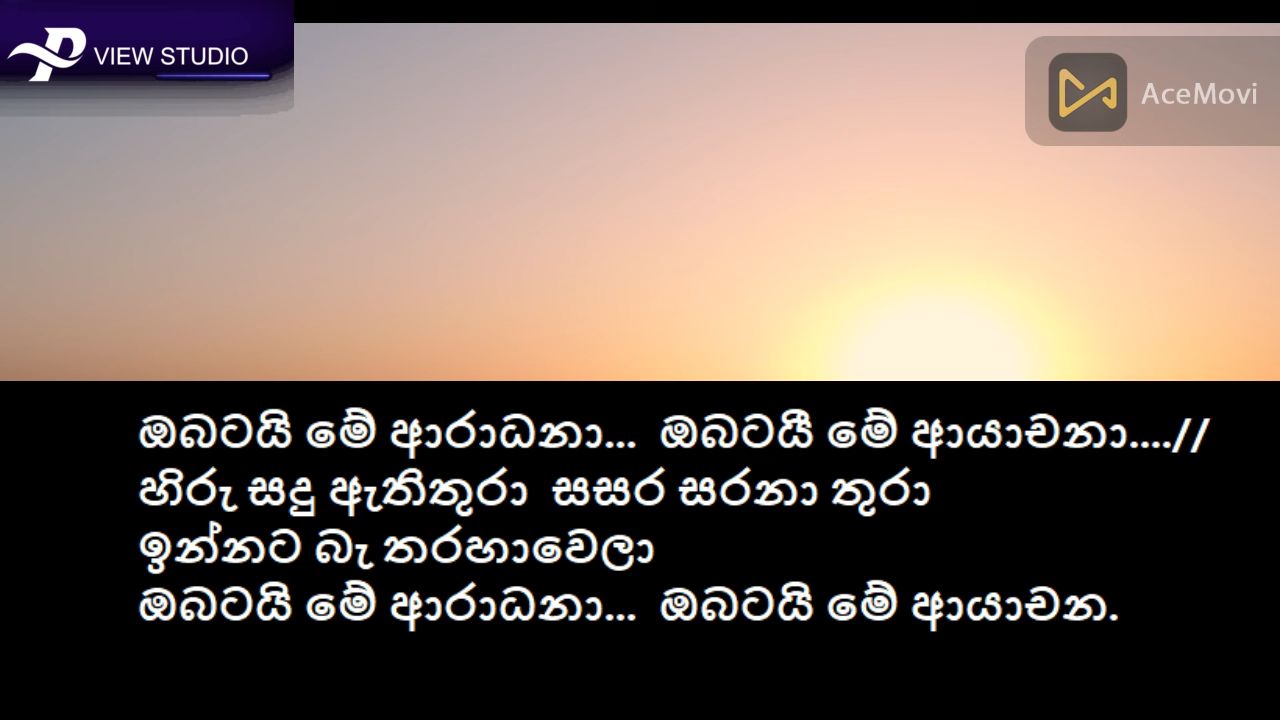 VIEW STUDIO
AceMovi
ඔබටයි මේ ආරාධනා... ඔබටයී මේ ආයාචනා....//
හිරු සදු ඇතිතුරා සසර සරනා තුරා
ඉන්නට බැ තරහාවෙලා
ඔබටයි මේ ආරාධනා... ඔබටයි මේ ආයාචන.